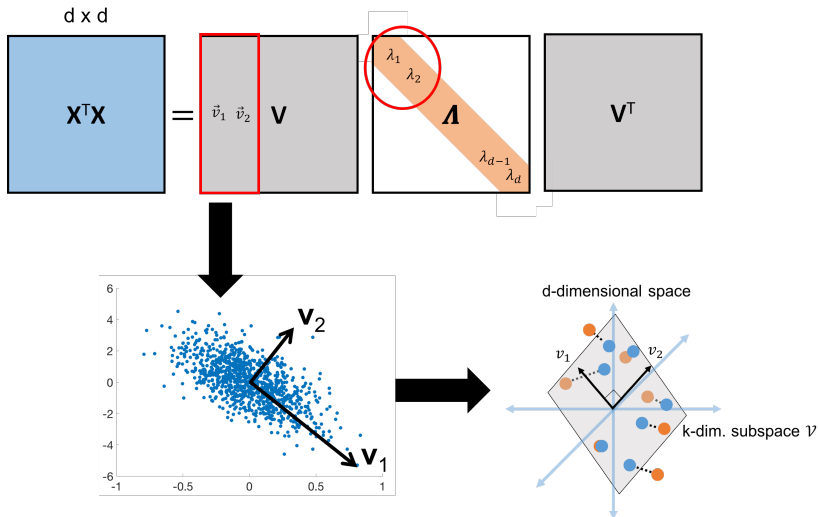 d x d
XᵀX = v⃗₁ v⃗₂ V λ₁ λ₂ Λ λ_{d−1} λ_d Vᵀ
6
4
2
0
-2
-4
-6
-1 -0.5 0 0.5 1
v₂
v₁
d-dimensional space
v₁ v₂
k-dim. subspace 𝒱